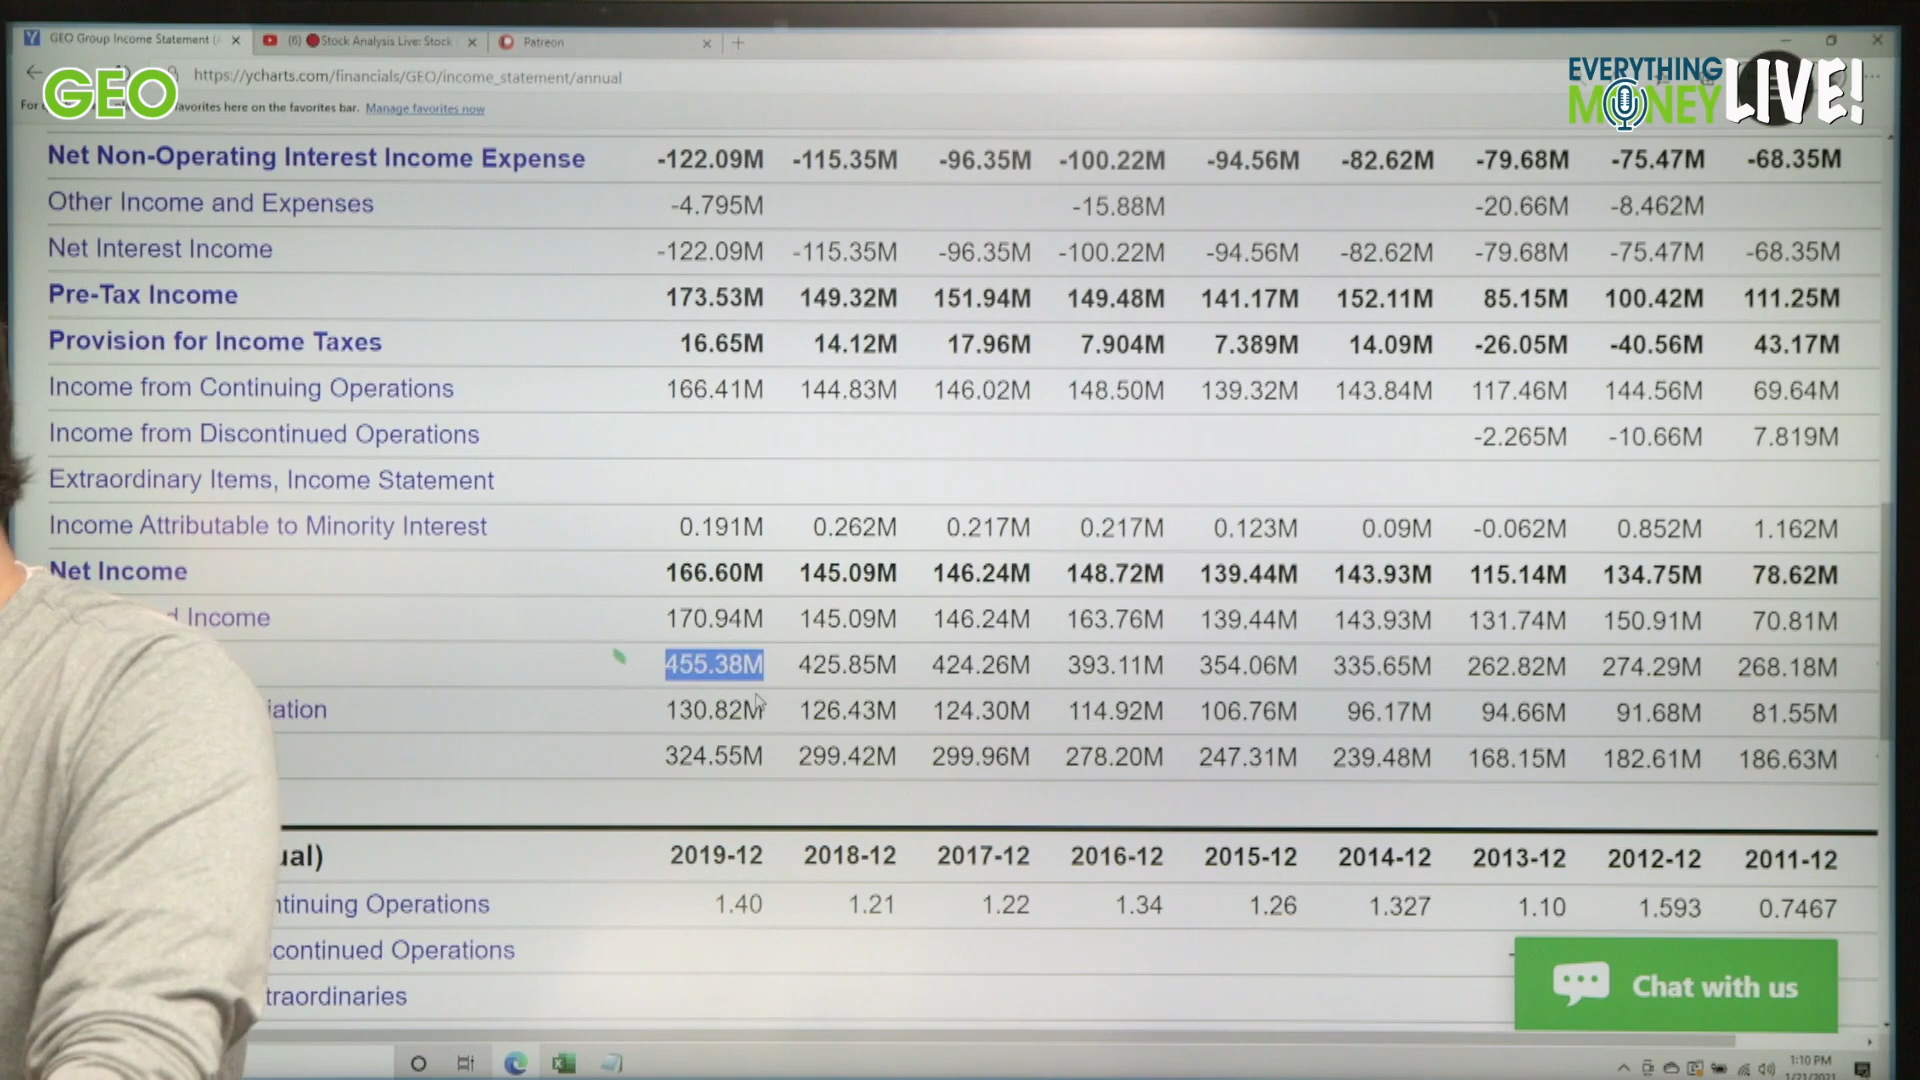 GEO Group Income Statement (
(6) Stock Analysis Live: Stock
Patreon
https://ycharts.com/financials/GEO/income_statement/annual
GEO
EVERYTHING
MONEY
LIVE!
For
favorites here on the favorites bar. Manage favorites now
Net Non-Operating Interest Income Expense -122.09M -115.35M -96.35M -100.22M -94.56M -82.62M -79.68M -75.47M -68.35M
Other Income and Expenses -4.795M -15.88M -20.66M -8.462M
Net Interest Income -122.09M -115.35M -96.35M -100.22M -94.56M -82.62M -79.68M -75.47M -68.35M
Pre-Tax Income 173.53M 149.32M 151.94M 149.48M 141.17M 152.11M 85.15M 100.42M 111.25M
Provision for Income Taxes 16.65M 14.12M 17.96M 7.904M 7.389M 14.09M -26.05M -40.56M 43.17M
Income from Continuing Operations 166.41M 144.83M 146.02M 148.50M 139.32M 143.84M 117.46M 144.56M 69.64M
Income from Discontinued Operations -2.265M -10.66M 7.819M
Extraordinary Items, Income Statement
Income Attributable to Minority Interest 0.191M 0.262M 0.217M 0.217M 0.123M 0.09M -0.062M 0.852M 1.162M
Net Income 166.60M 145.09M 146.24M 148.72M 139.44M 143.93M 115.14M 134.75M 78.62M
d Income 170.94M 145.09M 146.24M 163.76M 139.44M 143.93M 131.74M 150.91M 70.81M
455.38M 425.85M 424.26M 393.11M 354.06M 335.65M 262.82M 274.29M 268.18M
iation 130.82M 126.43M 124.30M 114.92M 106.76M 96.17M 94.66M 91.68M 81.55M
324.55M 299.42M 299.96M 278.20M 247.31M 239.48M 168.15M 182.61M 186.63M
ual) 2019-12 2018-12 2017-12 2016-12 2015-12 2014-12 2013-12 2012-12 2011-12
ntinuing Operations 1.40 1.21 1.22 1.34 1.26 1.327 1.10 1.593 0.7467
scontinued Operations
traordinaries
Chat with us
1:10 PM
1/21/2021